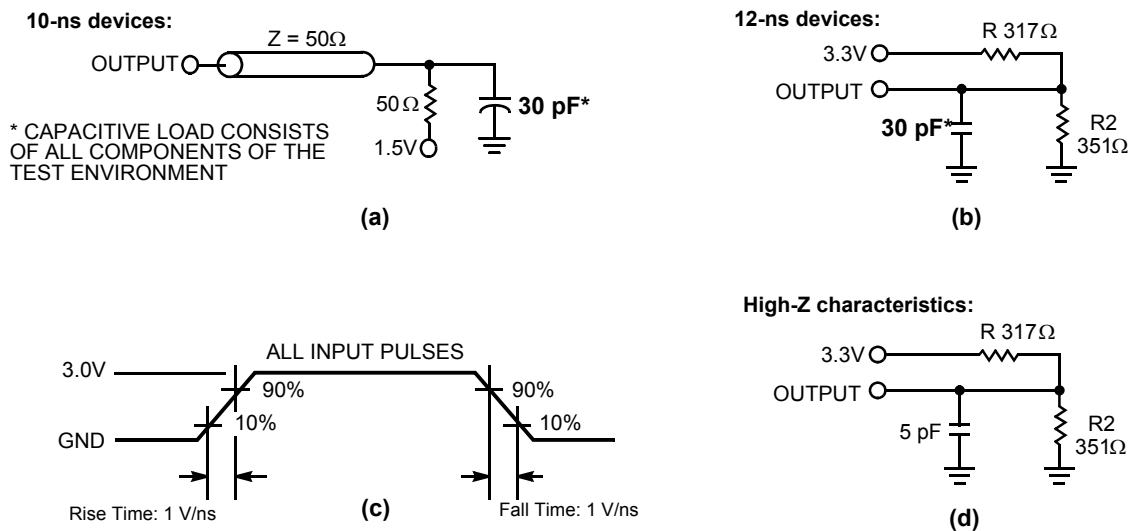 10-ns devices:
Z = 50Ω
OUTPUT
50Ω
30 pF*
1.5V
* CAPACITIVE LOAD CONSISTS
OF ALL COMPONENTS OF THE
TEST ENVIRONMENT
(a)
12-ns devices:
R 317Ω
3.3V
OUTPUT
30 pF*
R2
351Ω
(b)
ALL INPUT PULSES
3.0V
90%
10%
GND
90%
10%
Rise Time: 1 V/ns
(c)
Fall Time: 1 V/ns
High-Z characteristics:
R 317Ω
3.3V
OUTPUT
5 pF
R2
351Ω
(d)